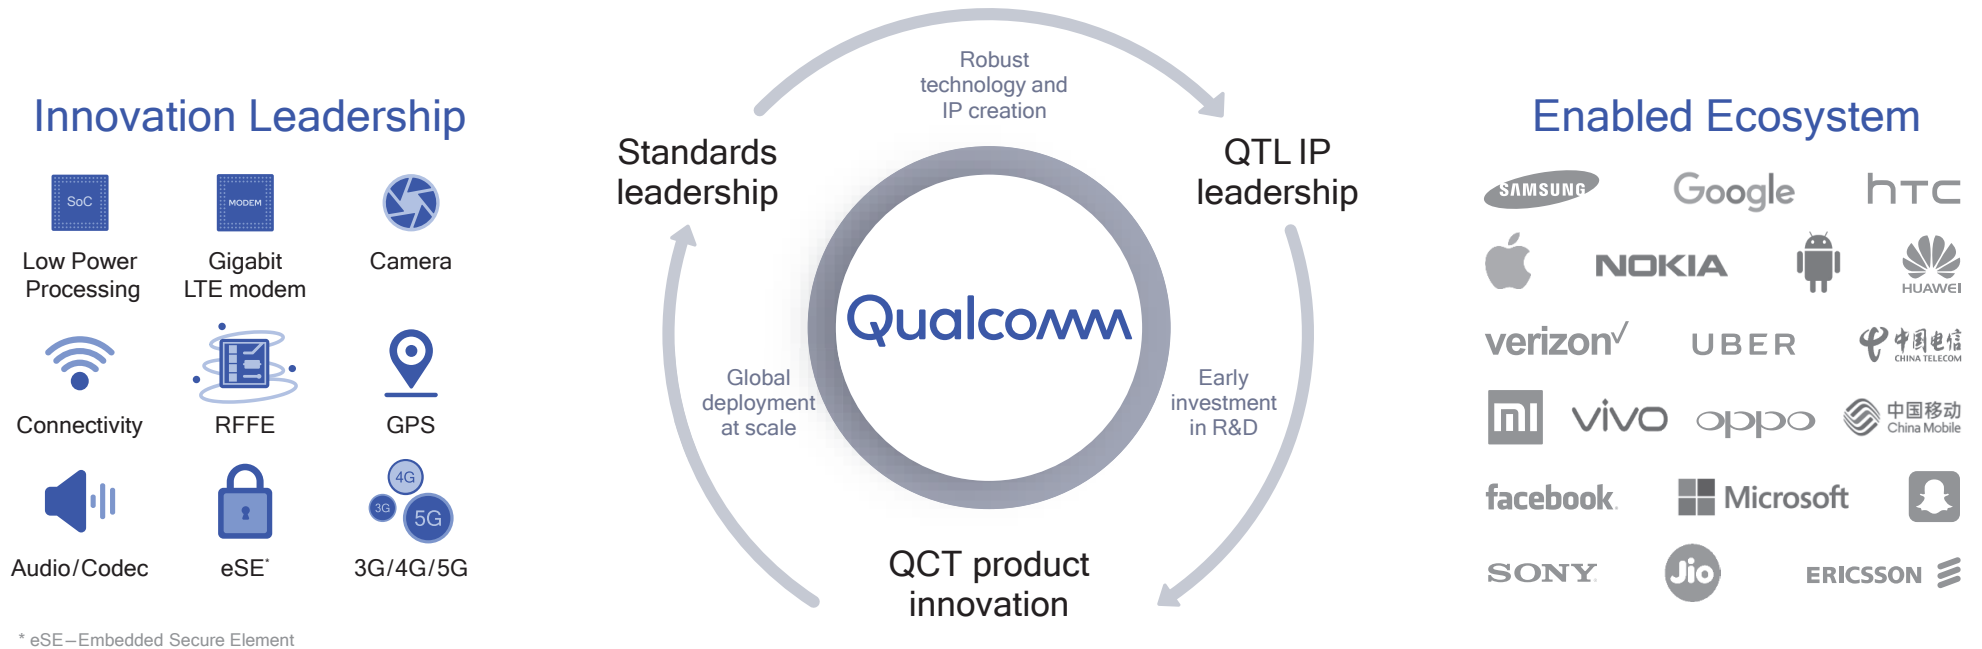 Innovation Leadership
SoC
MODEM
Low Power
Processing
Gigabit
LTE modem
Camera
Connectivity
RFFE
GPS
4G
3G
5G
Audio/Codec
eSE*
3G/4G/5G
* eSE–Embedded Secure Element
Robust
technology and
IP creation
Standards
leadership
QTL IP
leadership
Qualcomm
Global
deployment
at scale
Early
investment
in R&D
QCT product
innovation
Enabled Ecosystem
SAMSUNG
Google
hTC
NOKIA
HUAWEI
verizon✓
UBER
中国电信
CHINA TELECOM
mi
vivo
oppo
中国移动
China Mobile
facebook.
Microsoft
SONY
Jio
ERICSSON